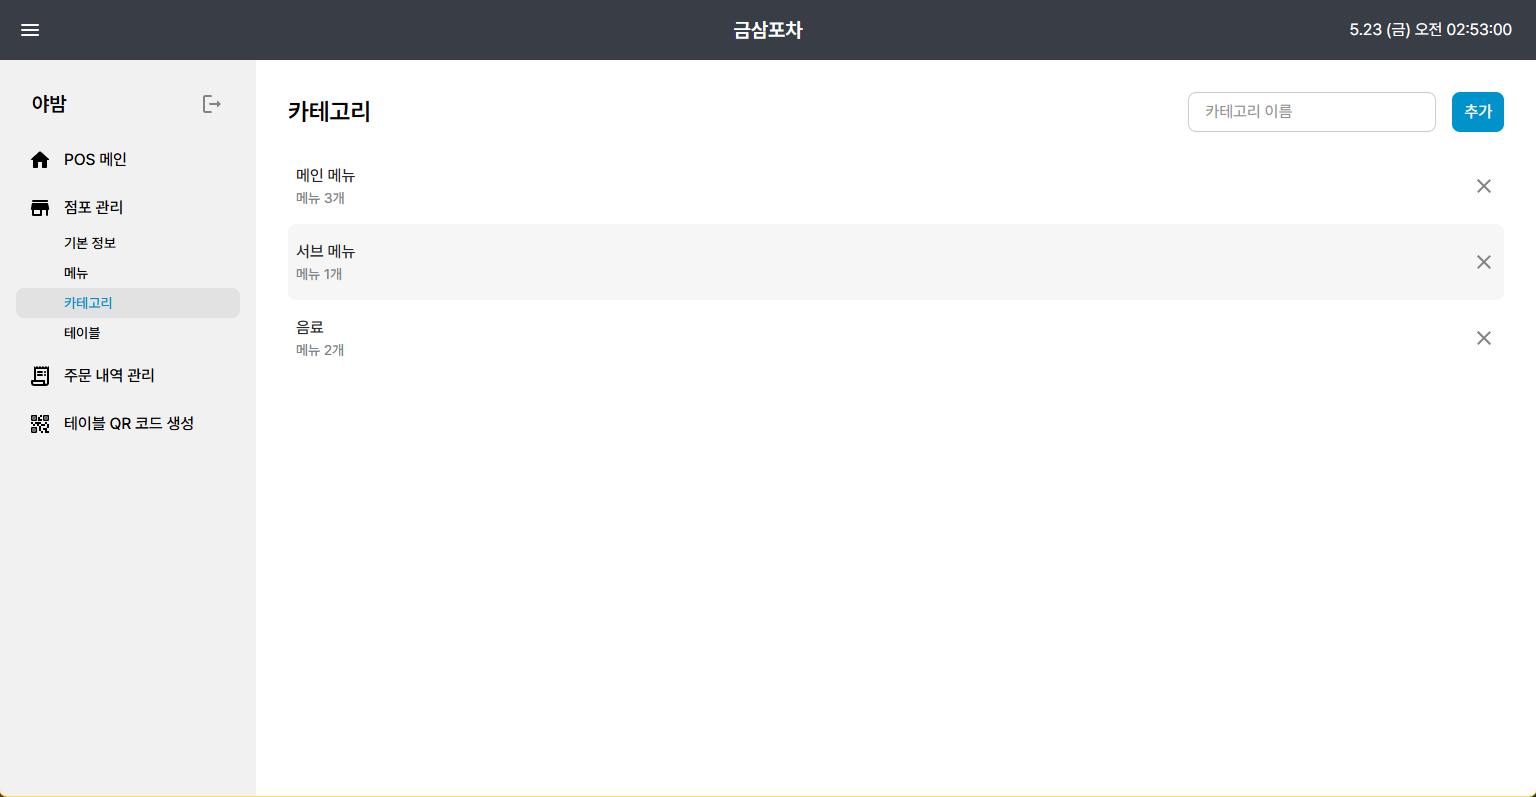 금삼포차
5.23 (금) 오전 02:53:00
야밤
POS 메인
점포 관리
기본 정보
메뉴
카테고리
테이블
주문 내역 관리
테이블 QR 코드 생성
카테고리
카테고리 이름
추가
메인 메뉴
메뉴 3개
서브 메뉴
메뉴 1개
음료
메뉴 2개